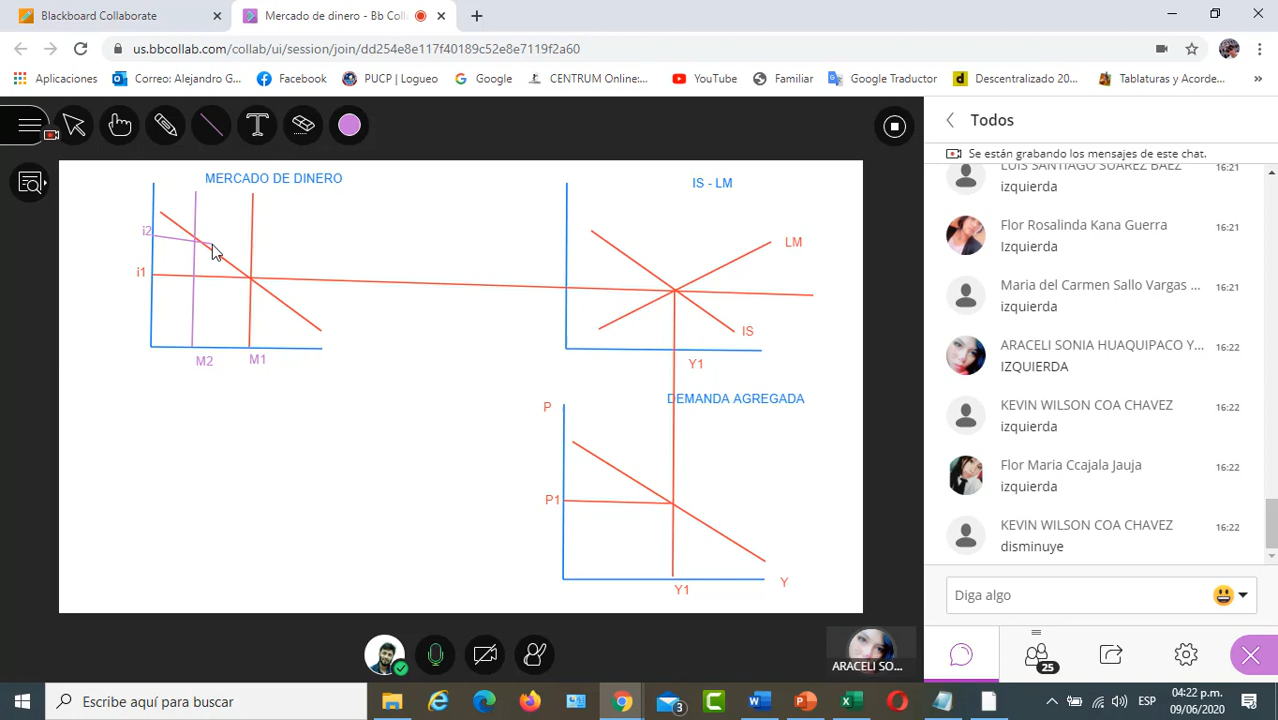 Blackboard Collaborate
Mercado de dinero - Bb Coll
us.bbcollab.com/collab/ui/session/join/dd254e8e117f40189c52e8e7119f2a60
Aplicaciones
Correo: Alejandro G...
Facebook
PUCP | Logueo
Google
CENTRUM Online:...
YouTube
Familiar
Google Traductor
Descentralizado 20...
Tablaturas y Acorde...
»
MERCADO DE DINERO
i2
i1
M2
M1
IS - LM
LM
IS
Y1
DEMANDA AGREGADA
P
P1
Y
Y1
Todos
Se están grabando los mensajes de este chat.
LUIS SANTIAGO SUAREZ BAEZ
16:21
izquierda
Flor Rosalinda Kana Guerra
16:21
Izquierda
Maria del Carmen Sallo Vargas ...
16:21
izquierda
ARACELI SONIA HUAQUIPACO Y...
16:22
IZQUIERDA
KEVIN WILSON COA CHAVEZ
16:22
izquierda
Flor Maria Ccajala Jauja
16:22
izquierda
KEVIN WILSON COA CHAVEZ
16:22
disminuye
Diga algo
ARACELI SO...
25
Escribe aquí para buscar
3
ESP
04:22 p.m.
09/06/2020